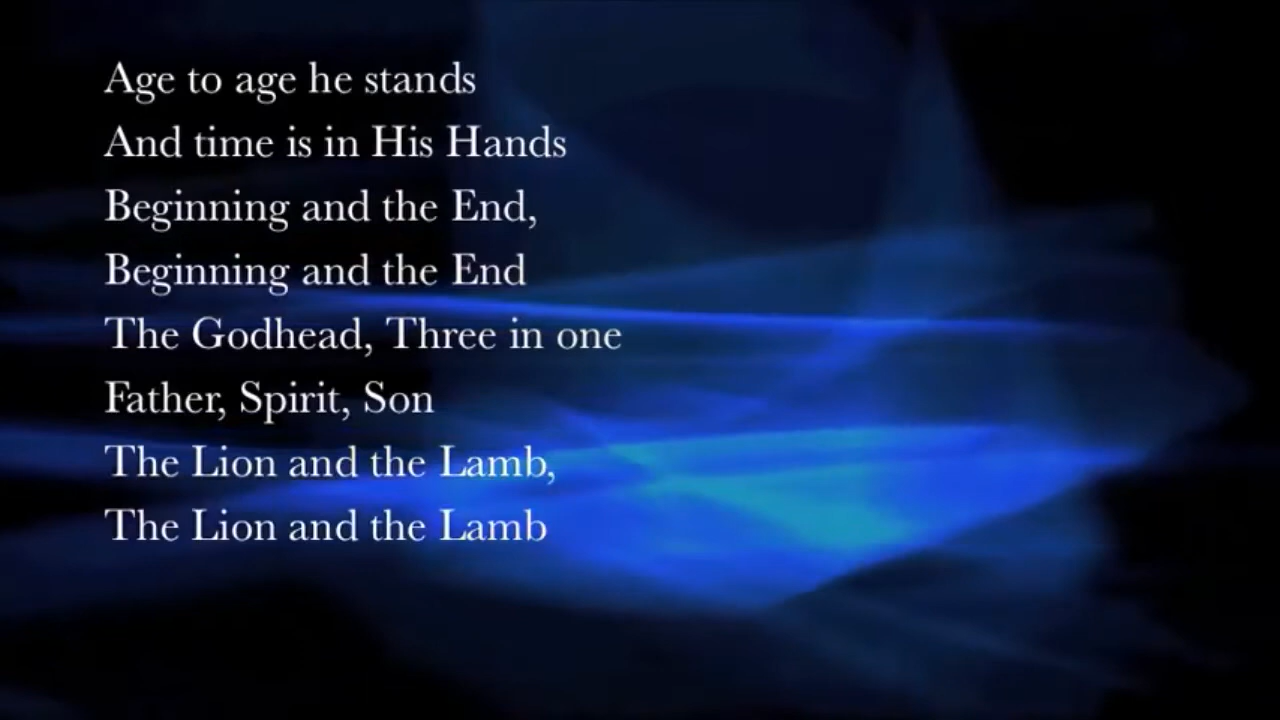 Age to age he stands
And time is in His Hands
Beginning and the End,
Beginning and the End
The Godhead, Three in one
Father, Spirit, Son
The Lion and the Lamb,
The Lion and the Lamb